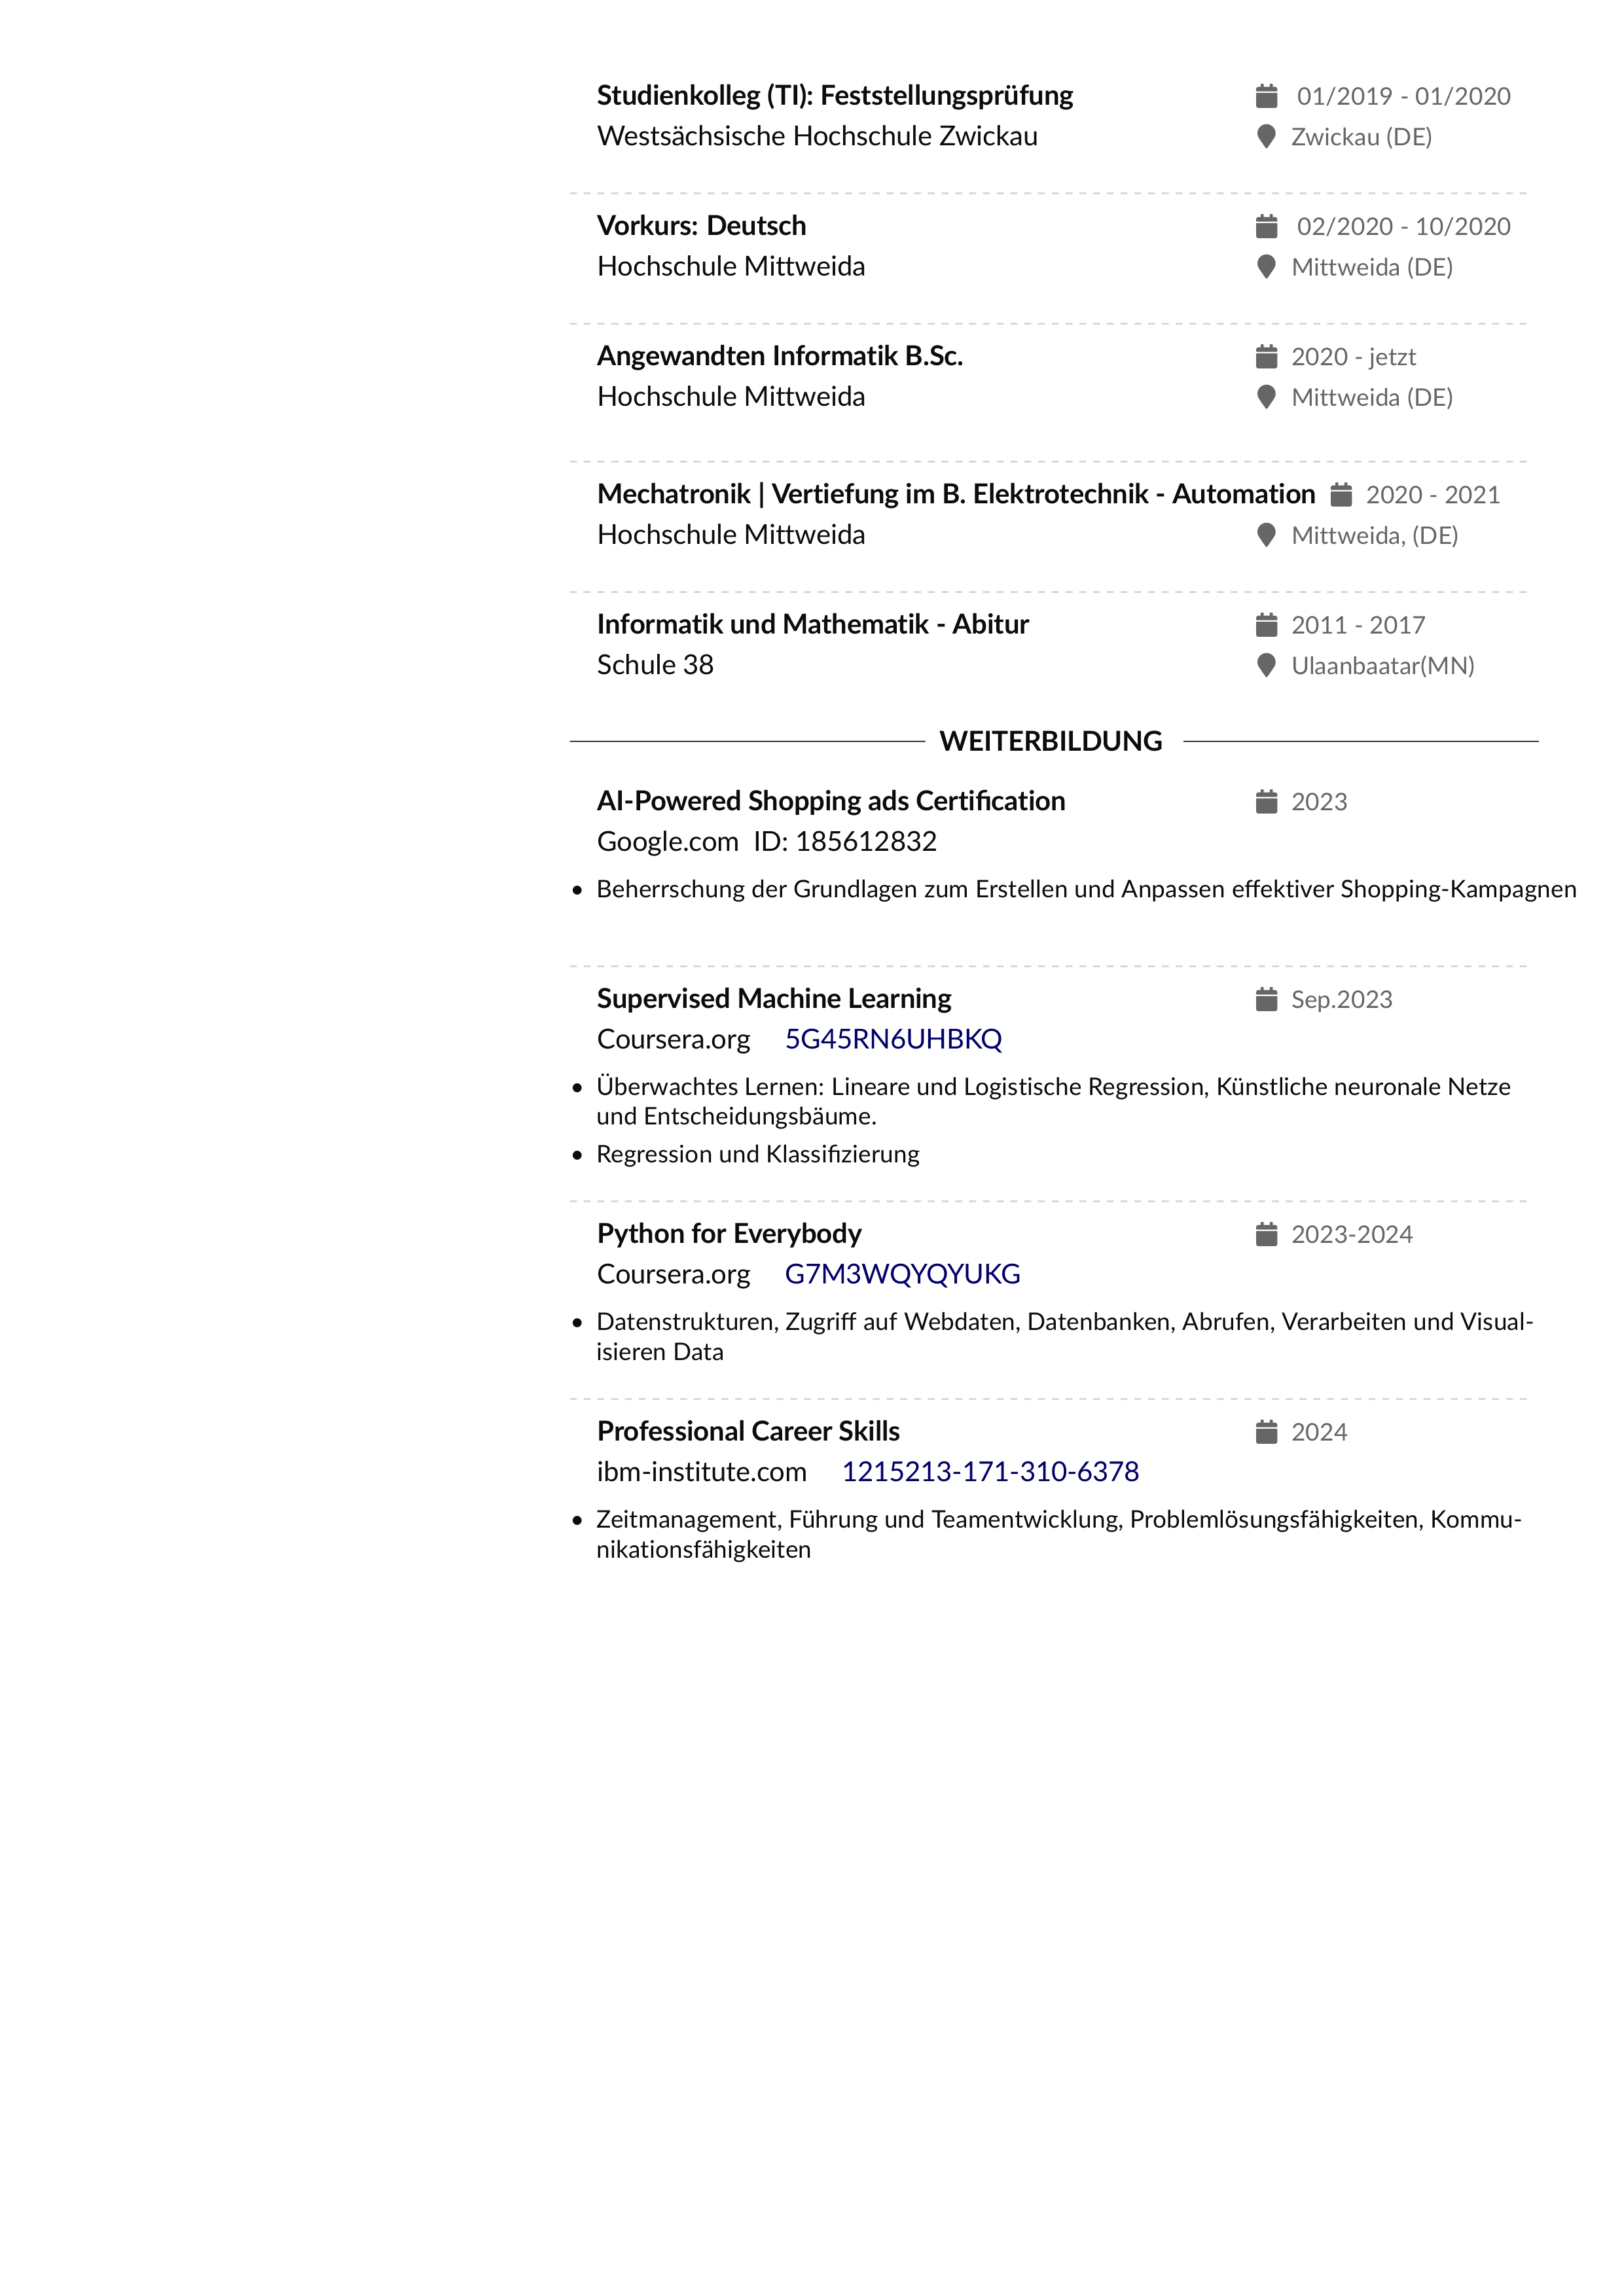 Studienkolleg (TI): Feststellungsprüfung 01/2019 - 01/2020
Westsächsische Hochschule Zwickau Zwickau (DE)
Vorkurs: Deutsch 02/2020 - 10/2020
Hochschule Mittweida Mittweida (DE)
Angewandten Informatik B.Sc. 2020 - jetzt
Hochschule Mittweida Mittweida (DE)
Mechatronik | Vertiefung im B. Elektrotechnik - Automation 2020 - 2021
Hochschule Mittweida Mittweida, (DE)
Informatik und Mathematik - Abitur 2011 - 2017
Schule 38 Ulaanbaatar(MN)
WEITERBILDUNG
AI-Powered Shopping ads Certification 2023
Google.com ID: 185612832
• Beherrschung der Grundlagen zum Erstellen und Anpassen effektiver Shopping-Kampagnen
Supervised Machine Learning Sep.2023
Coursera.org 5G45RN6UHBKQ
• Überwachtes Lernen: Lineare und Logistische Regression, Künstliche neuronale Netze
und Entscheidungsbäume.
• Regression und Klassifizierung
Python for Everybody 2023-2024
Coursera.org G7M3WQYQYUKG
• Datenstrukturen, Zugriff auf Webdaten, Datenbanken, Abrufen, Verarbeiten und Visual-
isieren Data
Professional Career Skills 2024
ibm-institute.com 1215213-171-310-6378
• Zeitmanagement, Führung und Teamentwicklung, Problemlösungsfähigkeiten, Kommu-
nikationsfähigkeiten